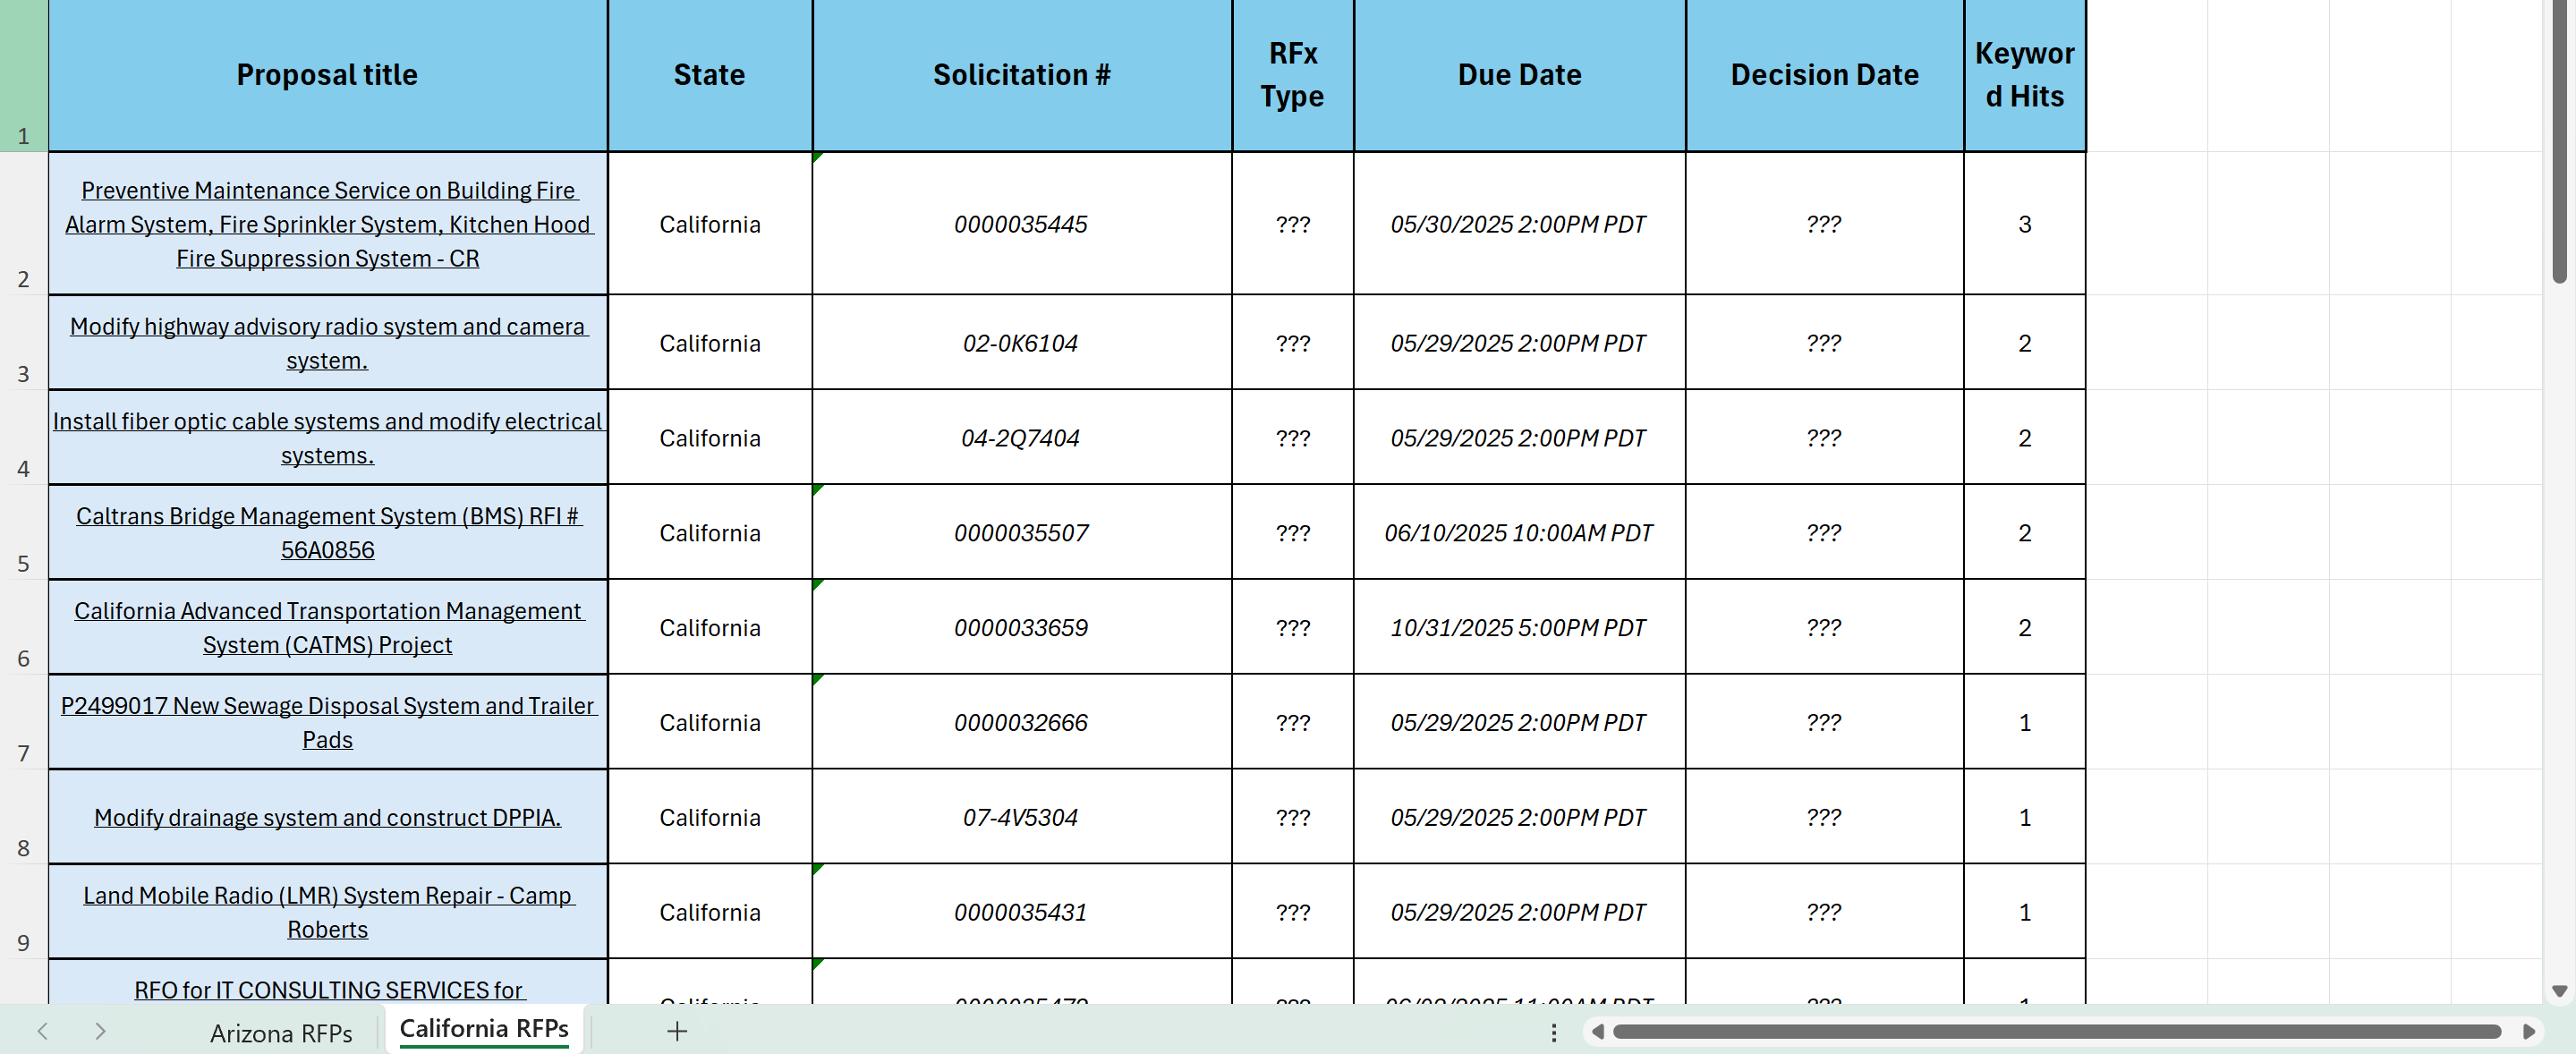 Proposal title
State
Solicitation #
RFx
Type
Due Date
Decision Date
Keywor
d Hits
1
Preventive Maintenance Service on Building Fire
Alarm System, Fire Sprinkler System, Kitchen Hood
Fire Suppression System - CR
California
0000035445
???
05/30/2025 2:00PM PDT
???
3
2
Modify highway advisory radio system and camera
system.
California
02-0K6104
???
05/29/2025 2:00PM PDT
???
2
3
Install fiber optic cable systems and modify electrical
systems.
California
04-2Q7404
???
05/29/2025 2:00PM PDT
???
2
4
Caltrans Bridge Management System (BMS) RFI #
56A0856
California
0000035507
???
06/10/2025 10:00AM PDT
???
2
5
California Advanced Transportation Management
System (CATMS) Project
California
0000033659
???
10/31/2025 5:00PM PDT
???
2
6
P2499017 New Sewage Disposal System and Trailer
Pads
California
0000032666
???
05/29/2025 2:00PM PDT
???
1
7
Modify drainage system and construct DPPIA.
California
07-4V5304
???
05/29/2025 2:00PM PDT
???
1
8
Land Mobile Radio (LMR) System Repair - Camp
Roberts
California
0000035431
???
05/29/2025 2:00PM PDT
???
1
9
RFO for IT CONSULTING SERVICES for
California
???
???
1
Arizona RFPs
California RFPs